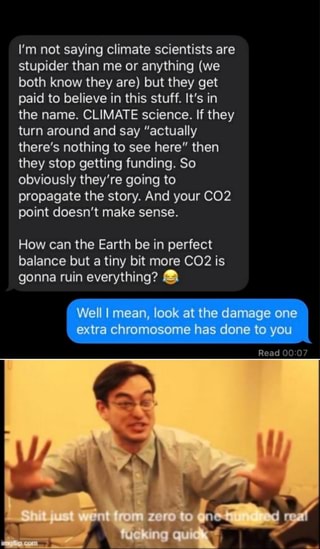 I'm not saying climate scientists are
stupider than me or anything (we
both know they are) but they get
paid to believe in this stuff. It's in
the name. CLIMATE science. If they
turn around and say "actually
there's nothing to see here" then
they stop getting funding. So
obviously they're going to
propagate the story. And your CO2
point doesn't make sense.
How can the Earth be in perfect
balance but a tiny bit more CO2 is
gonna ruin everything? 😂
Well I mean, look at the damage one
extra chromosome has done to you
Read 00:07
Shit just went from zero to one hundred real
fucking quick
imgflip.com